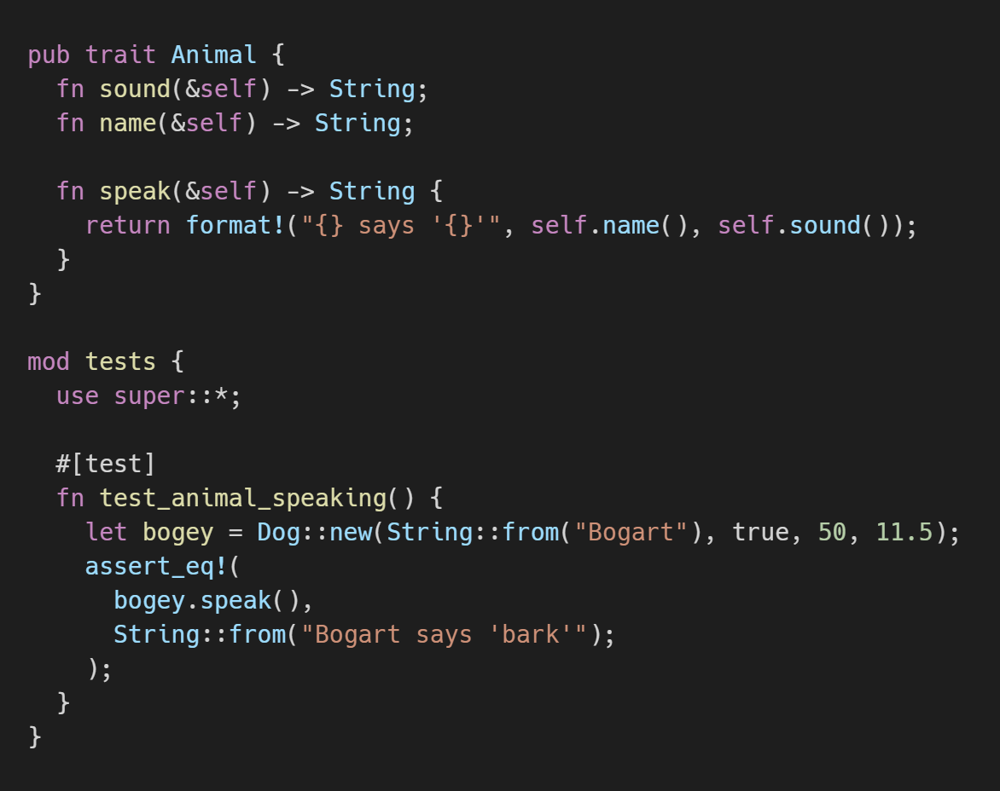 pub trait Animal {
  fn sound(&self) -> String;
  fn name(&self) -> String;

  fn speak(&self) -> String {
    return format!("{} says '{}'", self.name(), self.sound());
  }
}

mod tests {
  use super::*;

  #[test]
  fn test_animal_speaking() {
    let bogey = Dog::new(String::from("Bogart"), true, 50, 11.5);
    assert_eq!(
      bogey.speak(),
      String::from("Bogart says 'bark'");
    );
  }
}